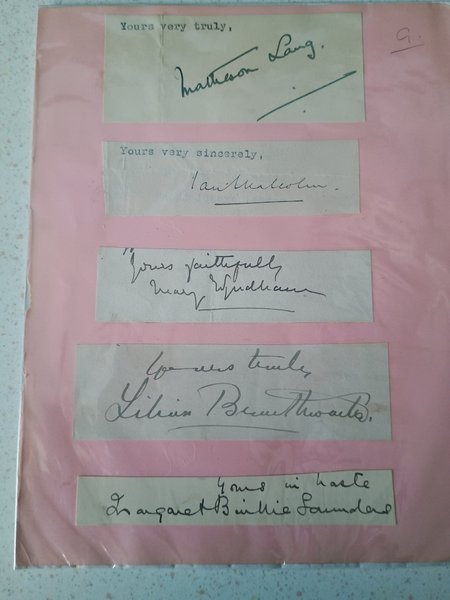 9.
Yours very truly,
Matheson Lang.
Yours very sincerely,
Ian Malcolm.
Yours faithfully
Mary Wyndham
Yours truly,
Lilian Braithwaite.
Yours in haste
Margaret Baillie Saunders